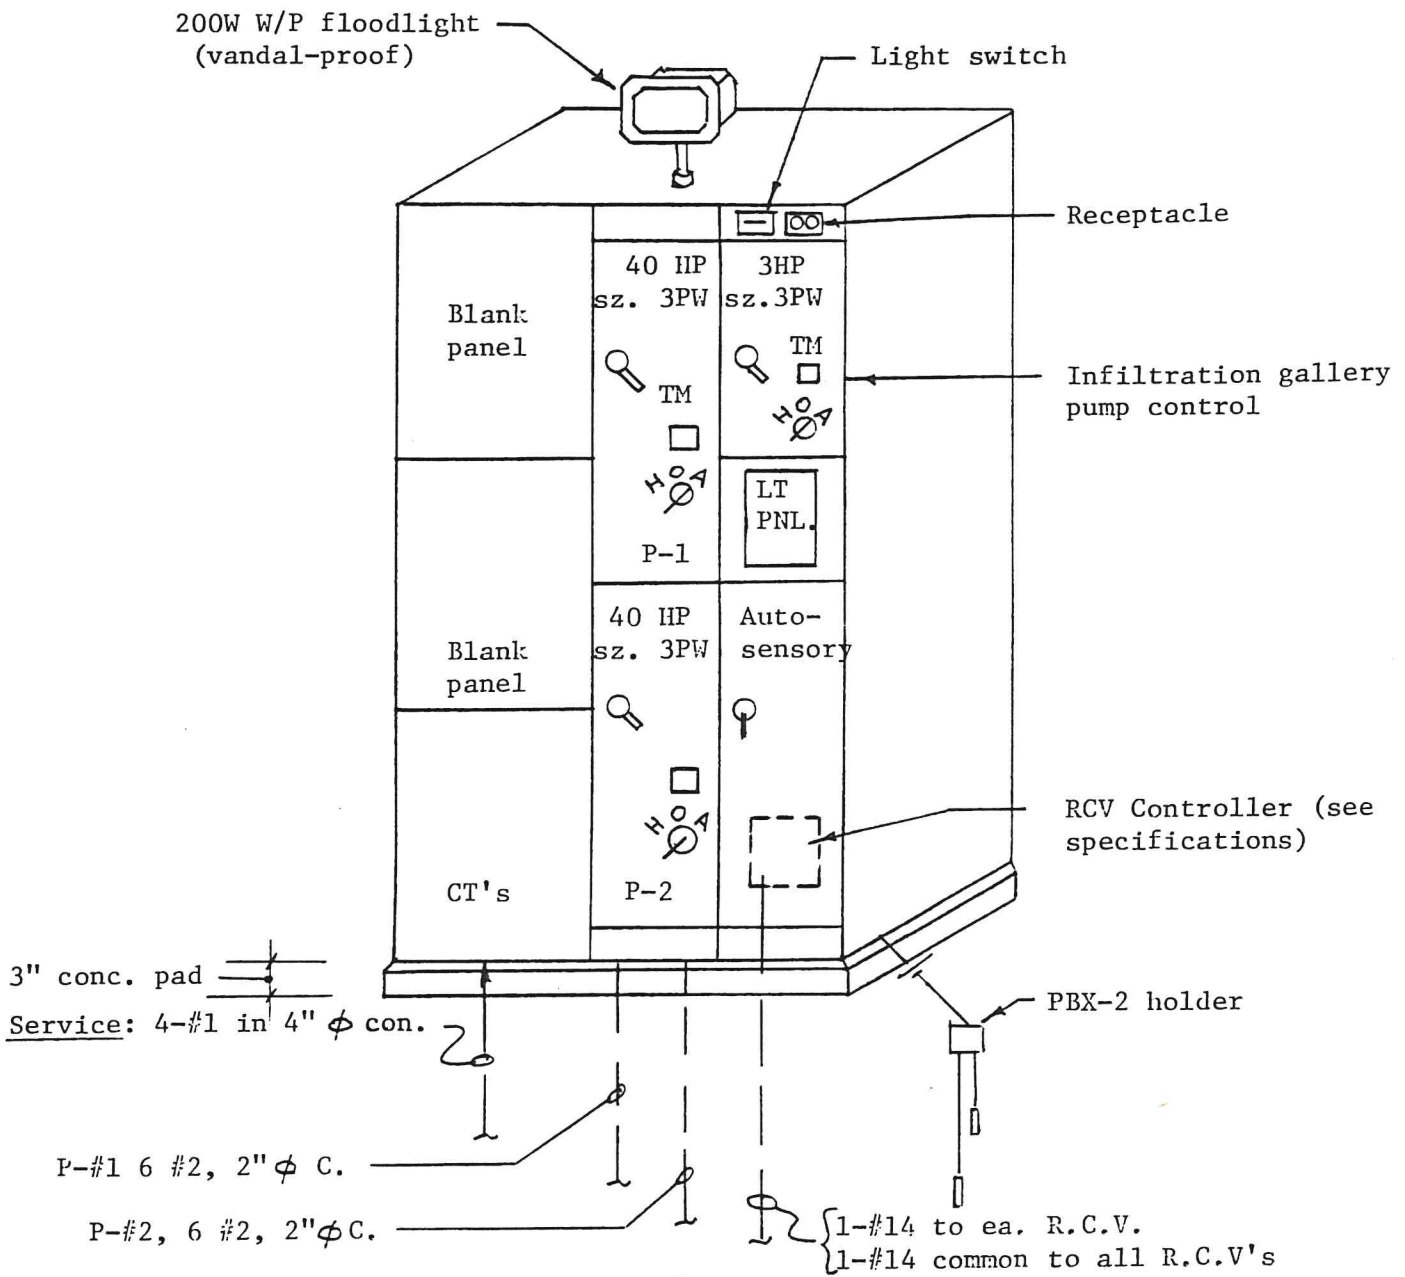 200W W/P floodlight
(vandal-proof)
Light switch
Receptacle
40 HP
sz. 3PW
3HP
sz.3PW
Blank
panel
TM
TM
H O A
Infiltration gallery
pump control
H O A
LT
PNL.
P-1
40 HP
sz. 3PW
Auto-
sensory
Blank
panel
H O A
RCV Controller (see
specifications)
CT's
P-2
3" conc. pad
Service: 4-#1 in 4" ϕ con.
PBX-2 holder
P-#1 6 #2, 2" ϕ C.
P-#2, 6 #2, 2" ϕ C.
1-#14 to ea. R.C.V.
1-#14 common to all R.C.V's